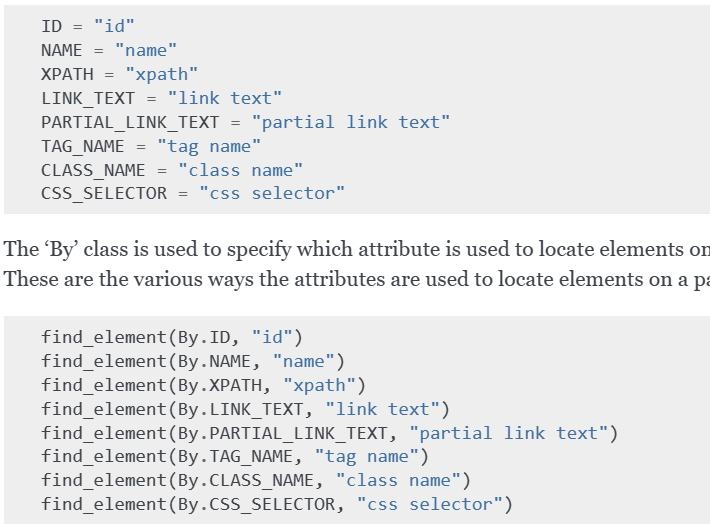 ID = "id"
NAME = "name"
XPATH = "xpath"
LINK_TEXT = "link text"
PARTIAL_LINK_TEXT = "partial link text"
TAG_NAME = "tag name"
CLASS_NAME = "class name"
CSS_SELECTOR = "css selector"
The ‘By’ class is used to specify which attribute is used to locate elements on
These are the various ways the attributes are used to locate elements on a
find_element(By.ID, "id")
find_element(By.NAME, "name")
find_element(By.XPATH, "xpath")
find_element(By.LINK_TEXT, "link text")
find_element(By.PARTIAL_LINK_TEXT, "partial link text")
find_element(By.TAG_NAME, "tag name")
find_element(By.CLASS_NAME, "class name")
find_element(By.CSS_SELECTOR, "css selector")